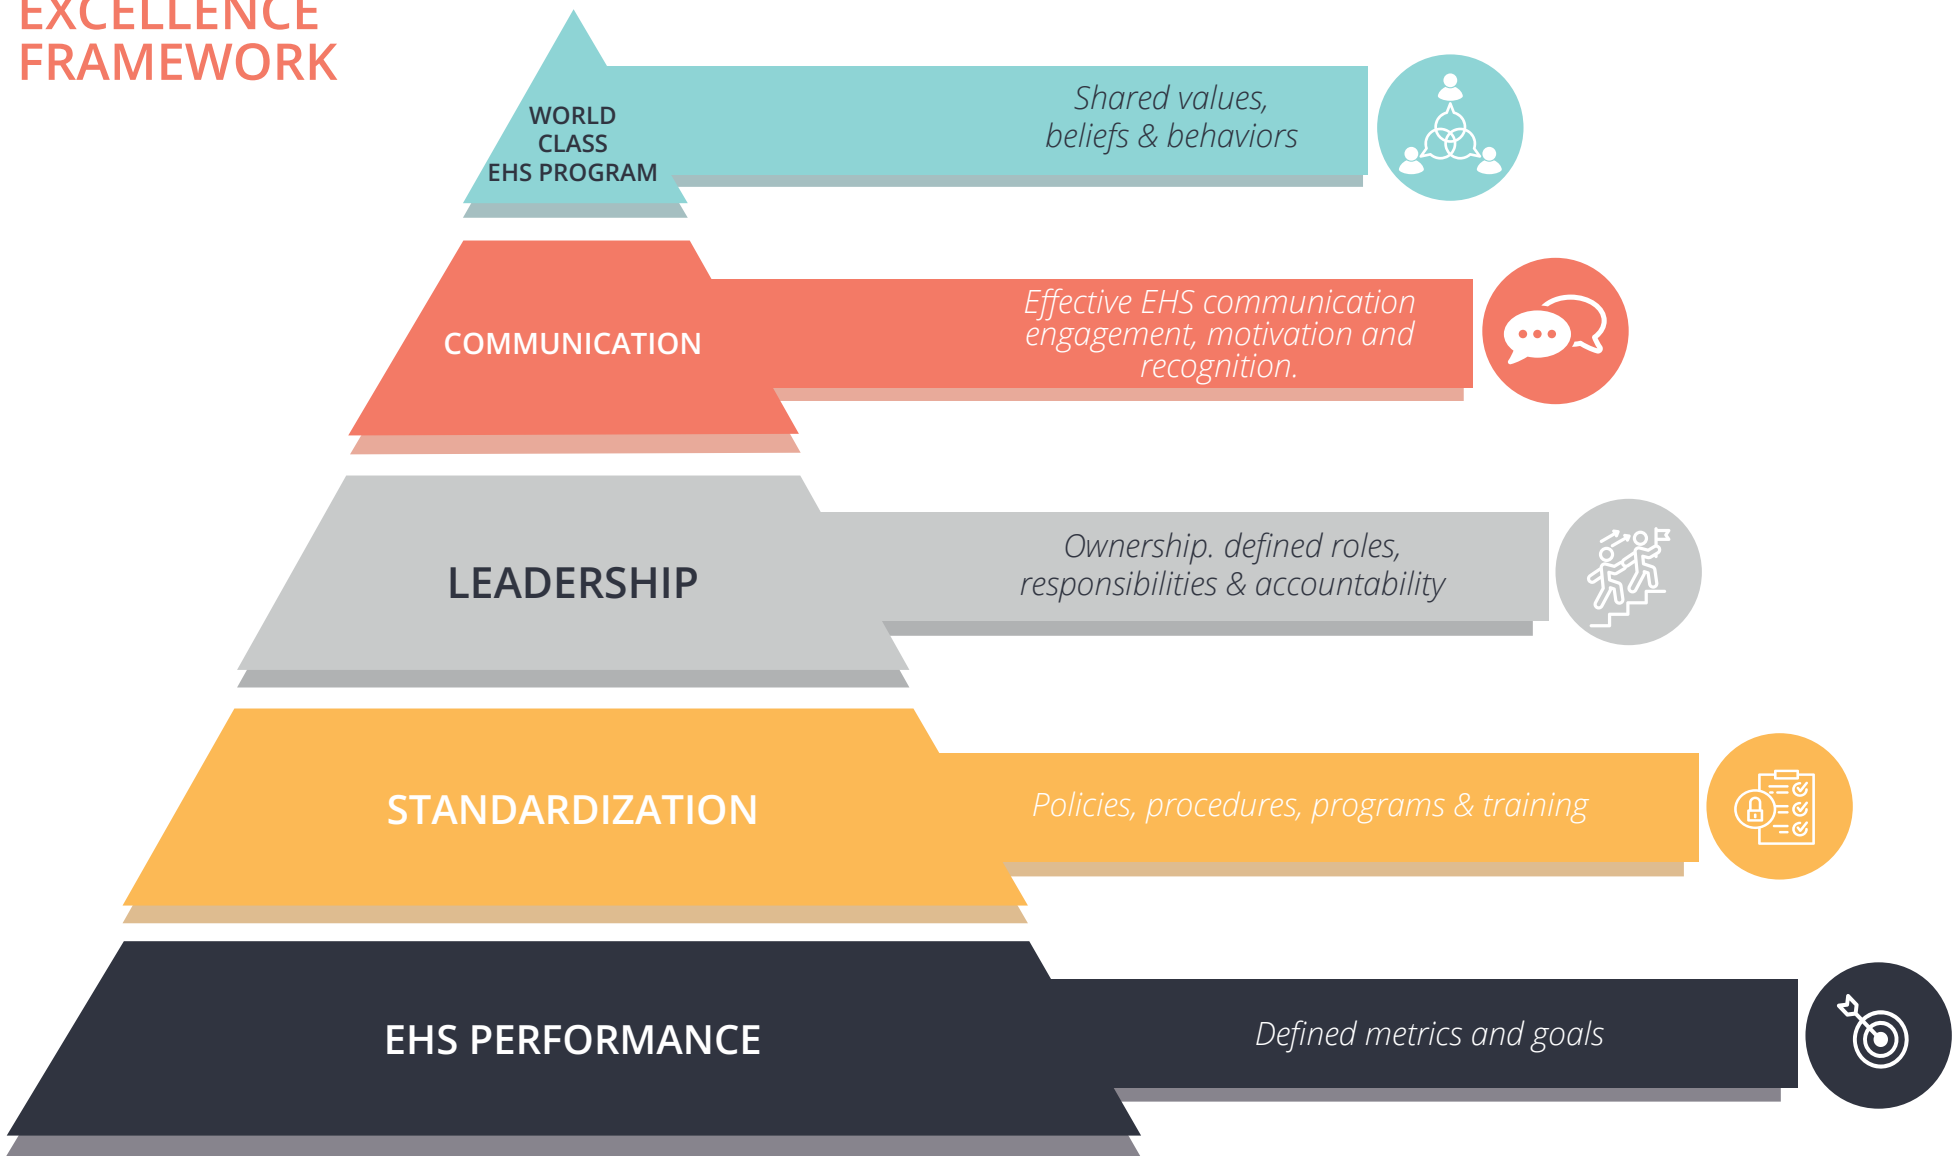 EXCELLENCE
FRAMEWORK
WORLD
CLASS
EHS PROGRAM
Shared values,
beliefs & behaviors
COMMUNICATION
Effective EHS communication
engagement, motivation and
recognition.
LEADERSHIP
Ownership. defined roles,
responsibilities & accountability
STANDARDIZATION
Policies, procedures, programs & training
EHS PERFORMANCE
Defined metrics and goals